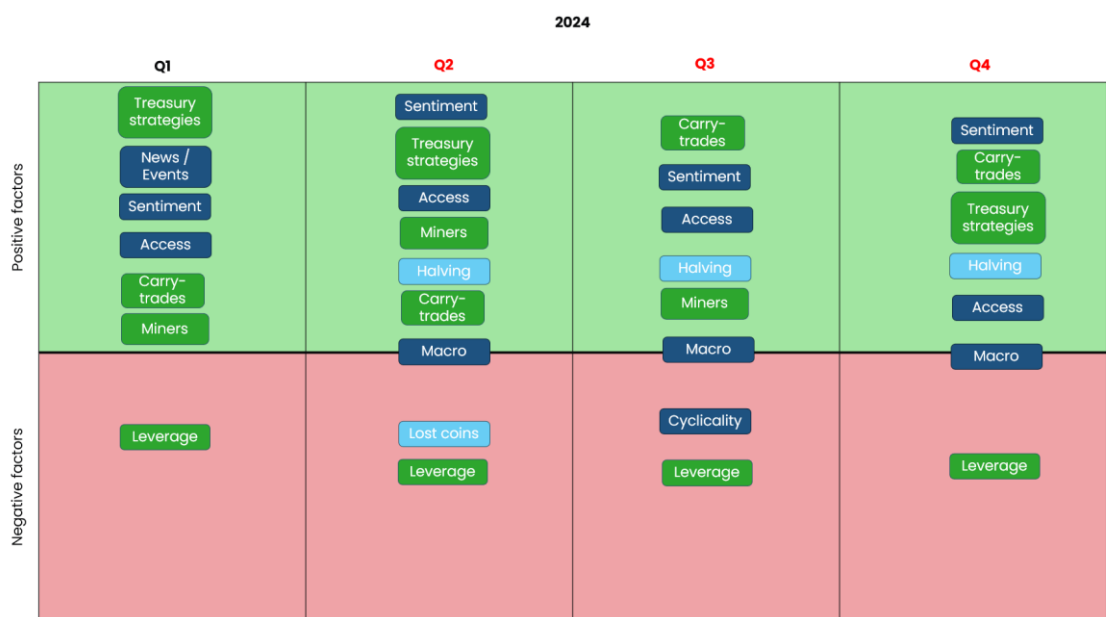 2024
Q1
Q2
Q3
Q4
Positive factors
Treasury
strategies
News /
Events
Sentiment
Access
Carry-
trades
Miners
Sentiment
Treasury
strategies
Access
Miners
Halving
Carry-
trades
Macro
Carry-
trades
Sentiment
Access
Halving
Miners
Macro
Sentiment
Carry-
trades
Treasury
strategies
Halving
Access
Macro
Negative factors
Leverage
Lost coins
Leverage
Cyclicality
Leverage
Leverage